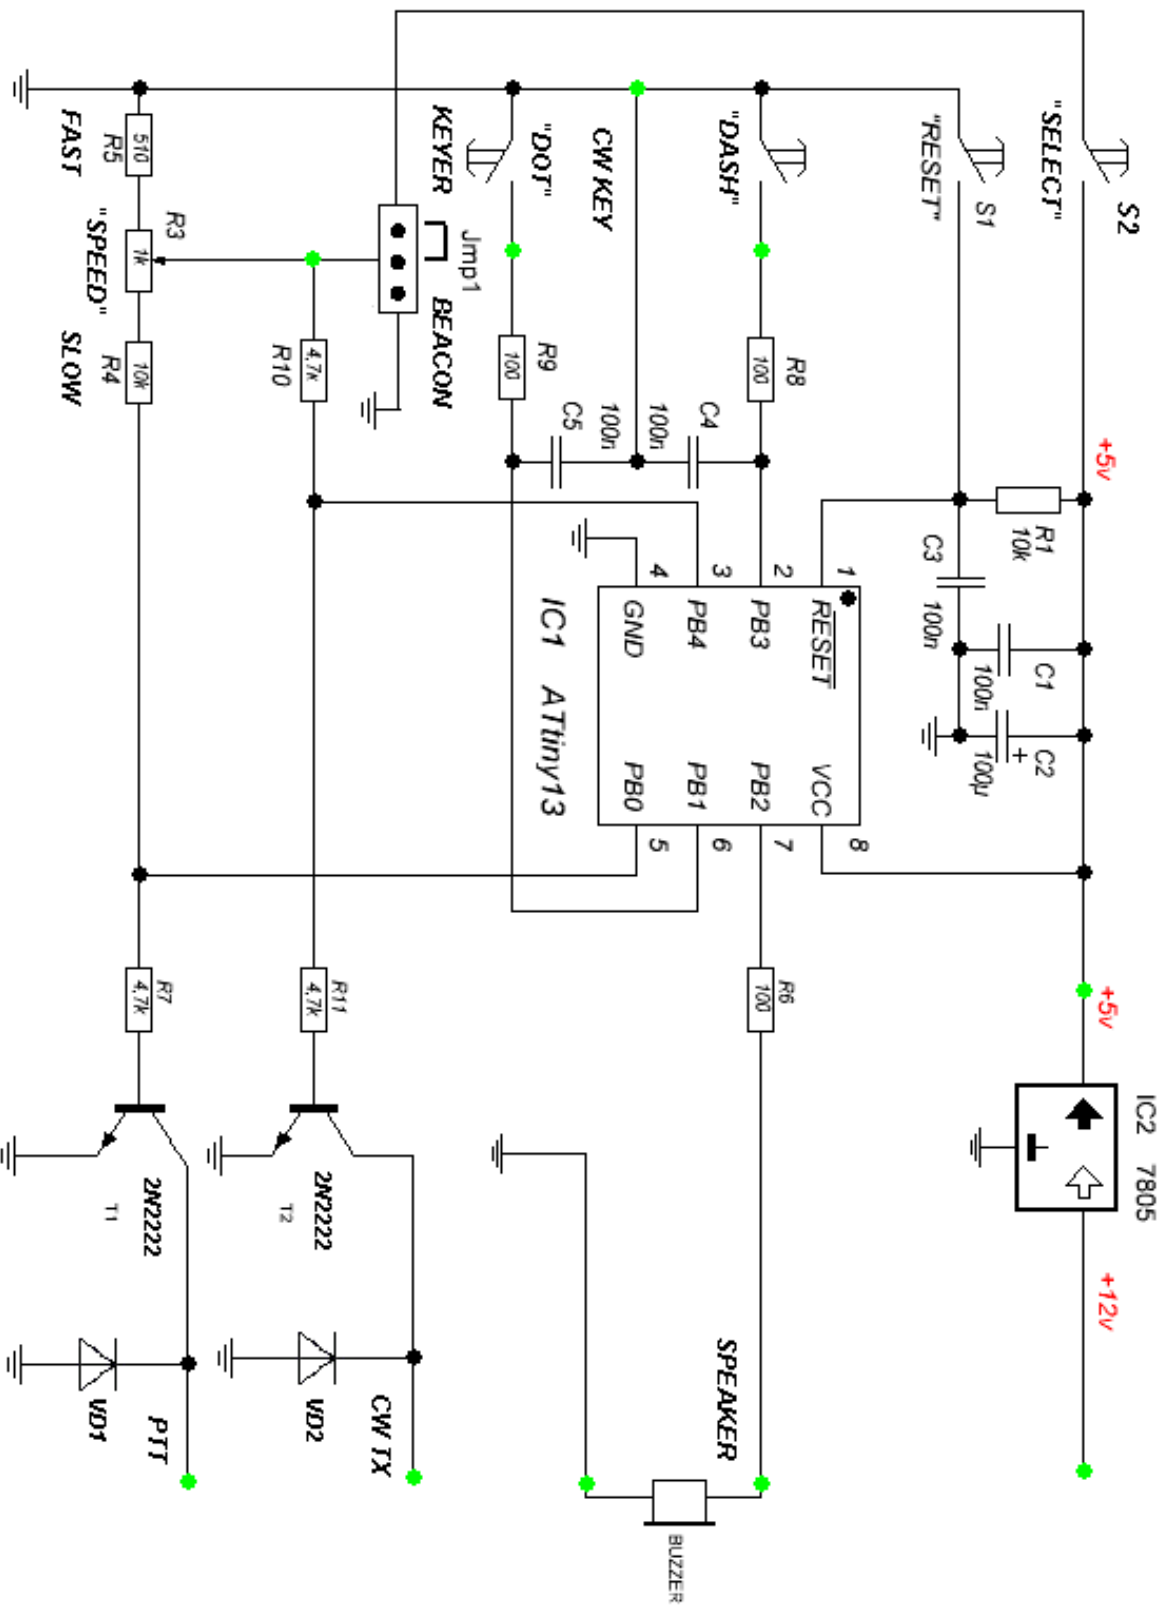 S2
"SELECT"
S1
"RESET"
"DASH"
CW KEY
"DOT"
KEYER
Jmp1
BEACON
FAST
R5
510
R3
1k
"SPEED"
SLOW
R4
10k
R10
4,7к
R9
100
R8
100
C5
100n
100n
C4
+5v
R1
10k
C3
100n
C1
100n
C2
+
100µ
1
2
3
4
RESET
PB3
PB4
GND
IC1 ATtiny13
VCC
PB2
PB1
PB0
8
7
6
5
R6
100
R11
4,7k
R7
4,7k
+5v
IC2 7805
+12v
2N2222
T2
2N2222
T1
SPEAKER
BUZZER
CW TX
VD2
PTT
VD1